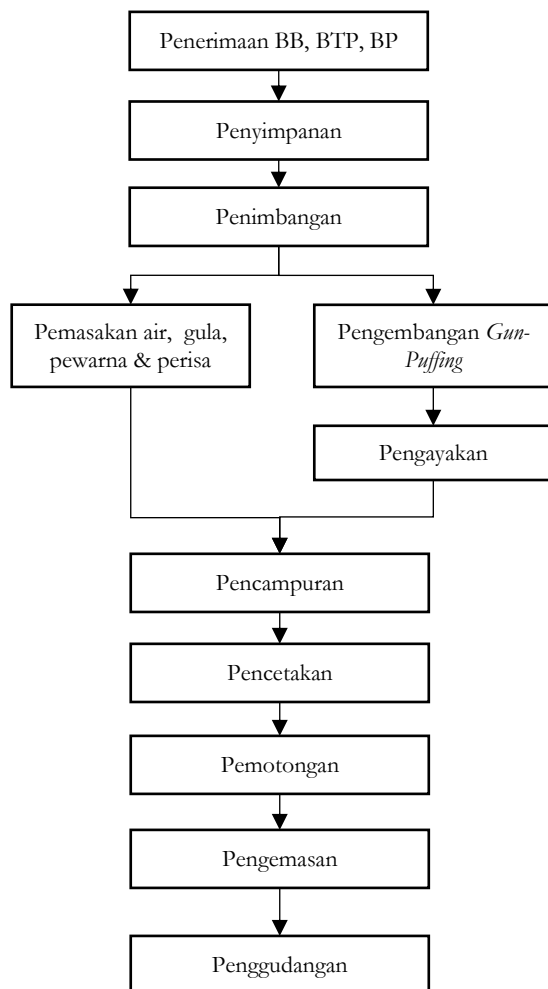 Penerimaan BB, BTP, BP
Penyimpanan
Penimbangan
Pemasakan air, gula,
pewarna & perisa
Pengembangan Gun-
Puffing
Pengayakan
Pencampuran
Pencetakan
Pemotongan
Pengemasan
Penggudangan